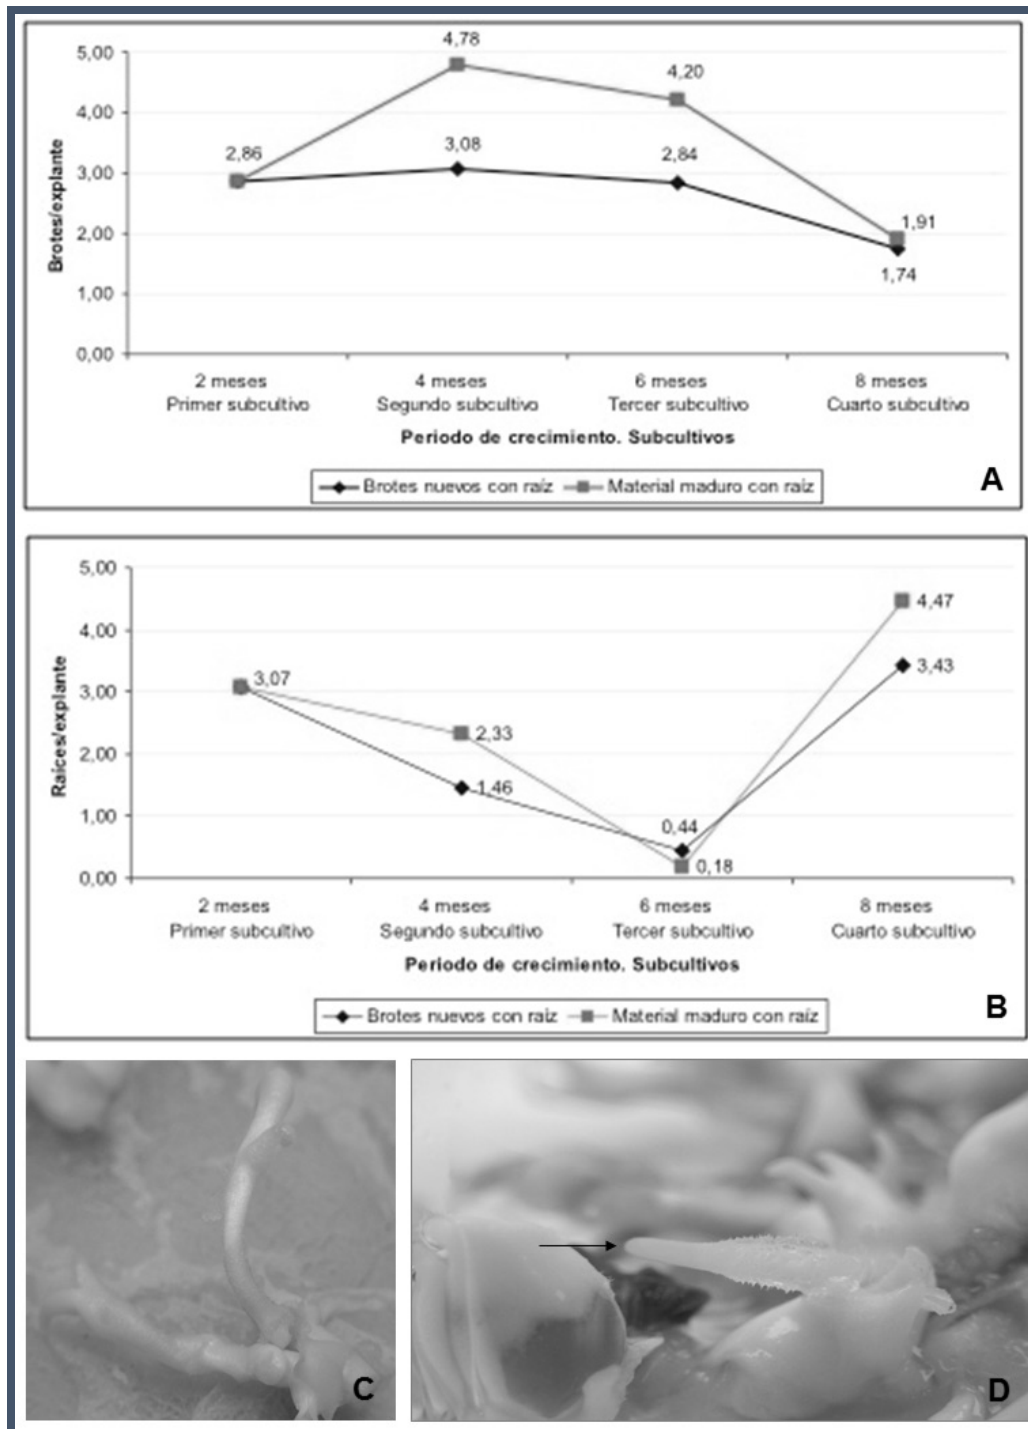 5,00
4,00
3,00
2,00
1,00
0,00
Brotes/explante
2,86
4,78
3,08
4,20
2,84
1,91
1,74
2 meses
Primer subcultivo
4 meses
Segundo subcultivo
6 meses
Tercer subcultivo
8 meses
Cuarto subcultivo
Periodo de crecimiento. Subcultivos
Brotes nuevos con raíz Material maduro con raíz
A
5,00
4,00
3,00
2,00
1,00
0,00
Raíces/explante
3,07
2,33
1,46
0,44
0,18
4,47
3,43
2 meses
Primer subcultivo
4 meses
Segundo subcultivo
6 meses
Tercer subcultivo
8 meses
Cuarto subcultivo
Periodo de crecimiento. Subcultivos
Brotes nuevos con raíz Material maduro con raíz
B
C
D